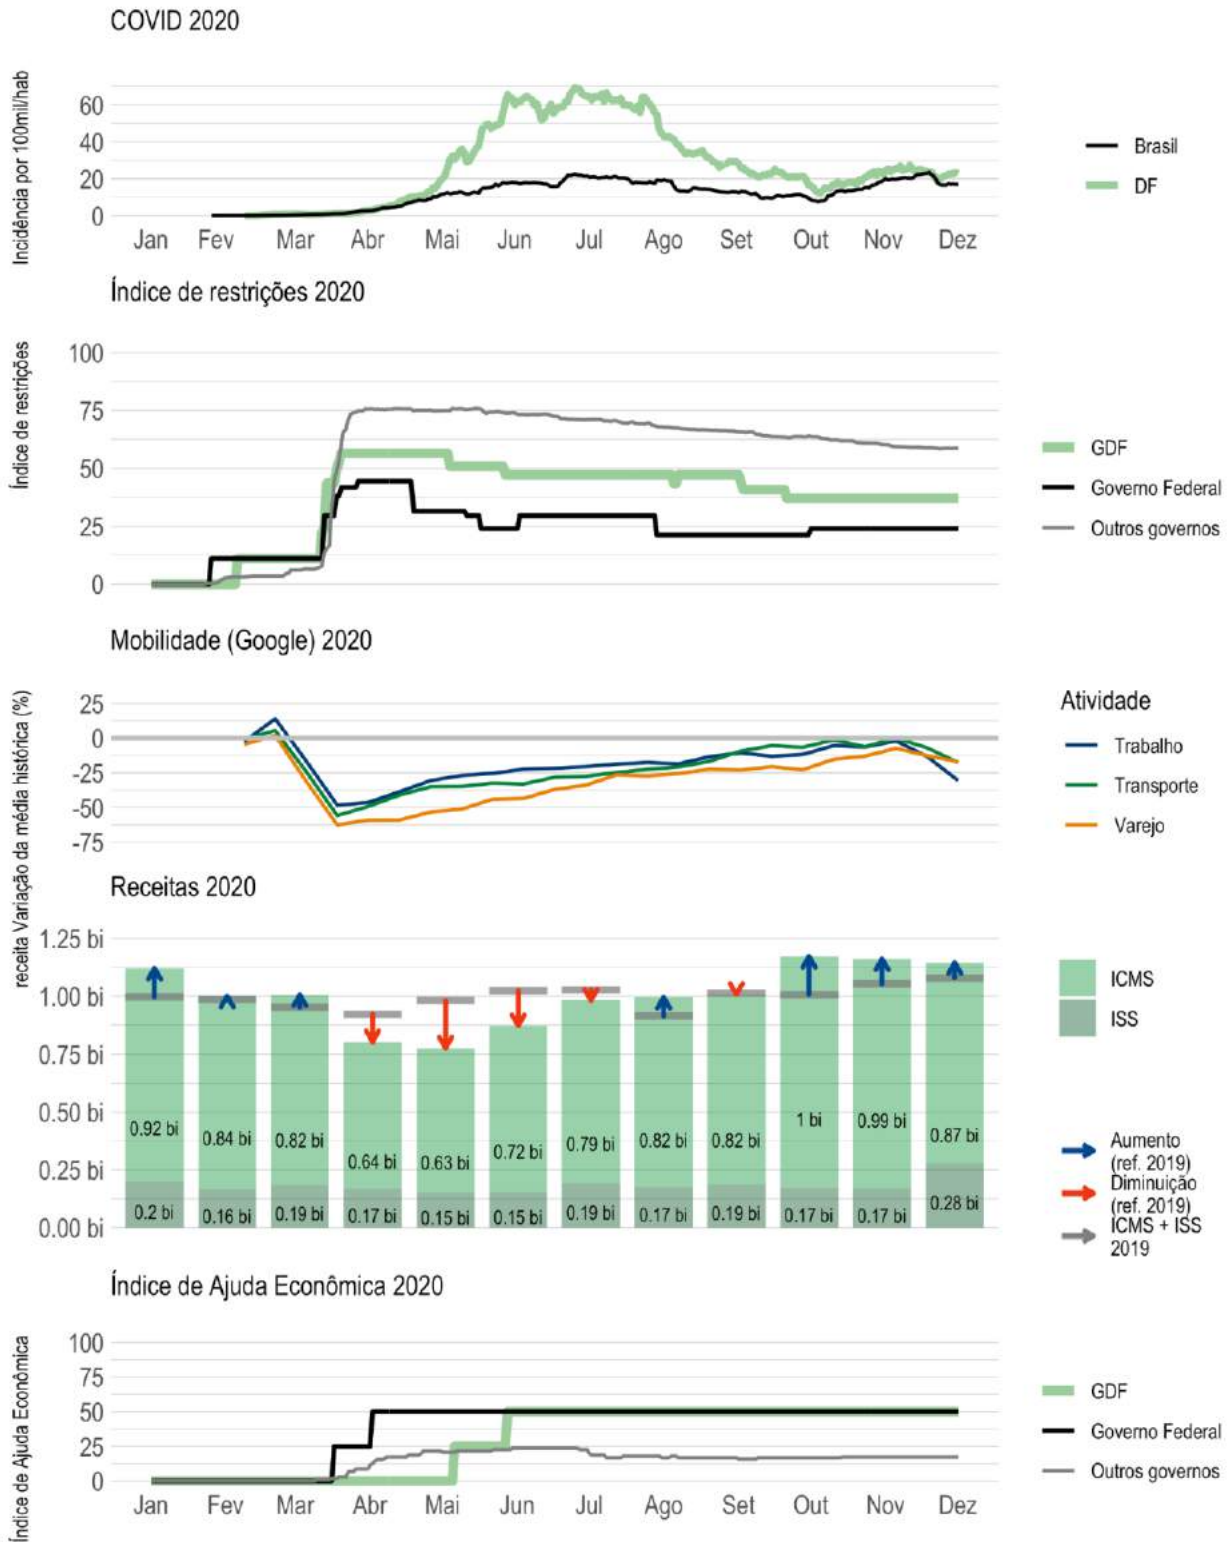 COVID 2020
Incidência por 100mil/hab
60
40
20
0
Jan Fev Mar Abr Mai Jun Jul Ago Set Out Nov Dez
Brasil
DF
Índice de restrições 2020
Índice de restrições
100
75
50
25
0
GDF
Governo Federal
Outros governos
Mobilidade (Google) 2020
receita Variação da média histórica (%)
25
0
-25
-50
-75
Atividade
Trabalho
Transporte
Varejo
Receitas 2020
1.25 bi
1.00 bi
0.75 bi
0.50 bi
0.25 bi
0.00 bi
0.92 bi 0.84 bi 0.82 bi 0.64 bi 0.63 bi 0.72 bi 0.79 bi 0.82 bi 0.82 bi 1 bi 0.99 bi 0.87 bi
0.2 bi 0.16 bi 0.19 bi 0.17 bi 0.15 bi 0.15 bi 0.19 bi 0.17 bi 0.19 bi 0.17 bi 0.17 bi 0.28 bi
ICMS
ISS
Aumento
(ref. 2019)
Diminuição
(ref. 2019)
ICMS + ISS
2019
Índice de Ajuda Econômica 2020
Índice de Ajuda Econômica
100
75
50
25
0
Jan Fev Mar Abr Mai Jun Jul Ago Set Out Nov Dez
GDF
Governo Federal
Outros governos